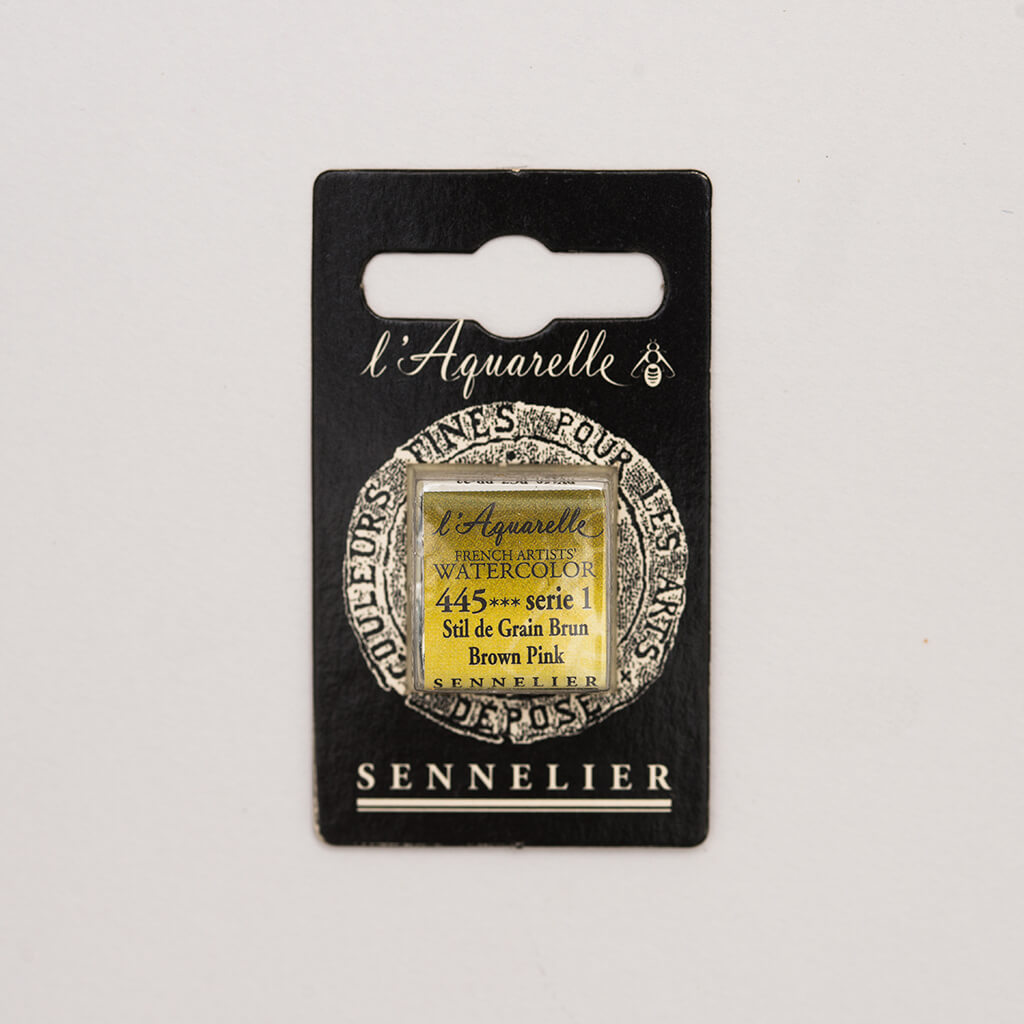 l'Aquarelle
COULEURS FINES POUR LES ARTS
DÉPOSÉ
l'Aquarelle
FRENCH ARTISTS'
WATERCOLOR
445*** serie 1
Stil de Grain Brun
Brown Pink
SENNELIER
SENNELIER